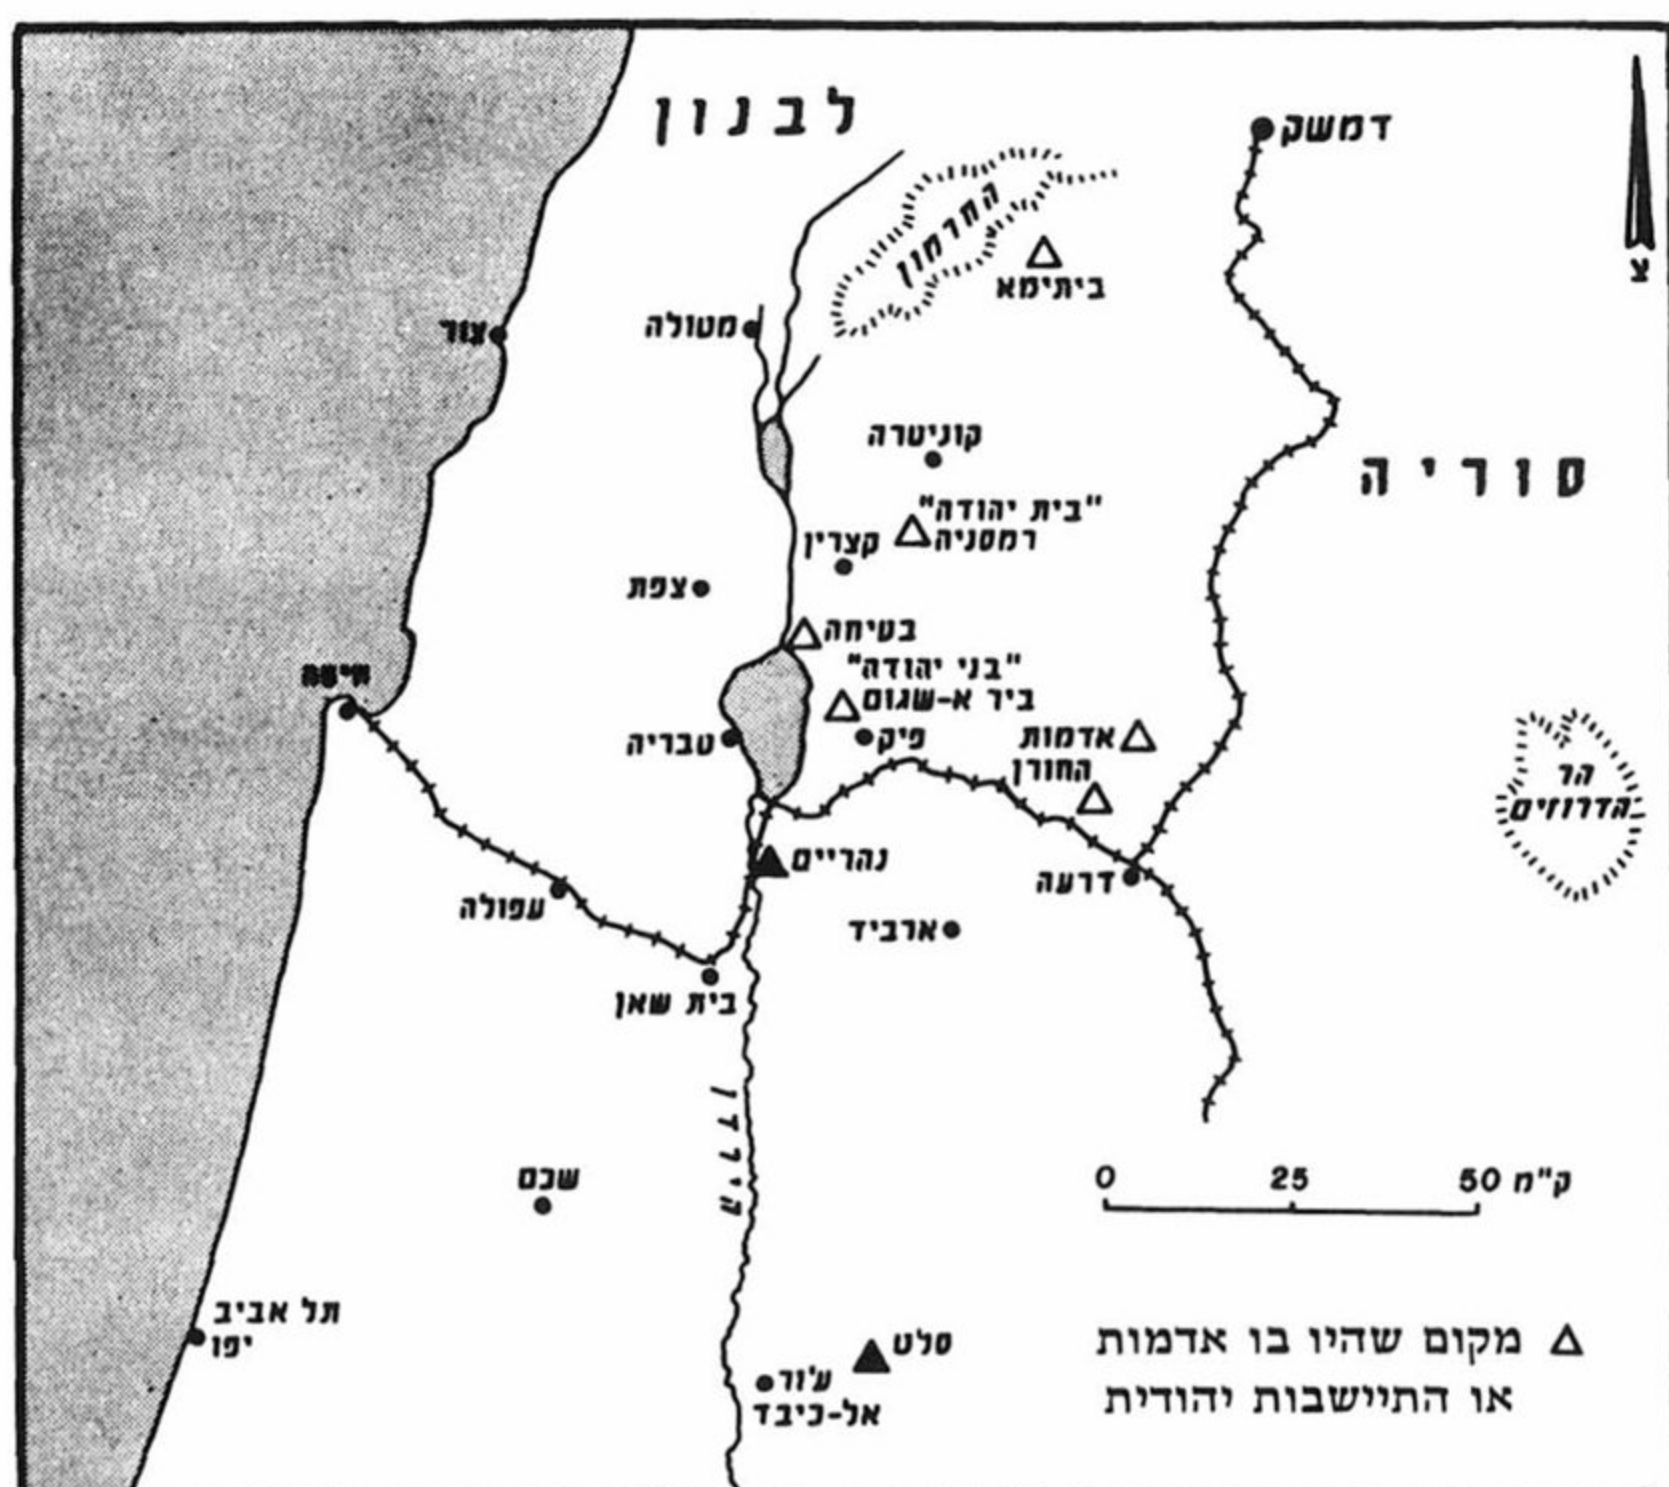 לבנון
דמשק
החרמון
ביתימא
צ
צור
מטולה
קוניטרה
סוריה
"בית יהודה"
רמסניה
קצרין
צפת
בטיחה
"בני יהודה"
ביר א-שגום
חיפה
טבריה
פיק
אדמות
החורן
הר
הדרוזים
נהריים
דרעה
עפולה
ארביד
בית שאן
הירדן
שכם
0 25 50 ק"מ
תל אביב
יפו
סלט
ע'ור
אל-כיבד
מקום שהיו בו אדמות
או התיישבות יהודית